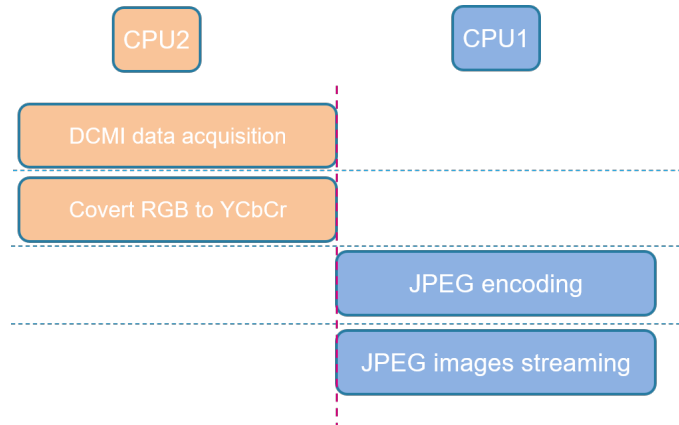 CPU2
CPU1
DCMI data acquisition
Covert RGB to YCbCr
JPEG encoding
JPEG images streaming